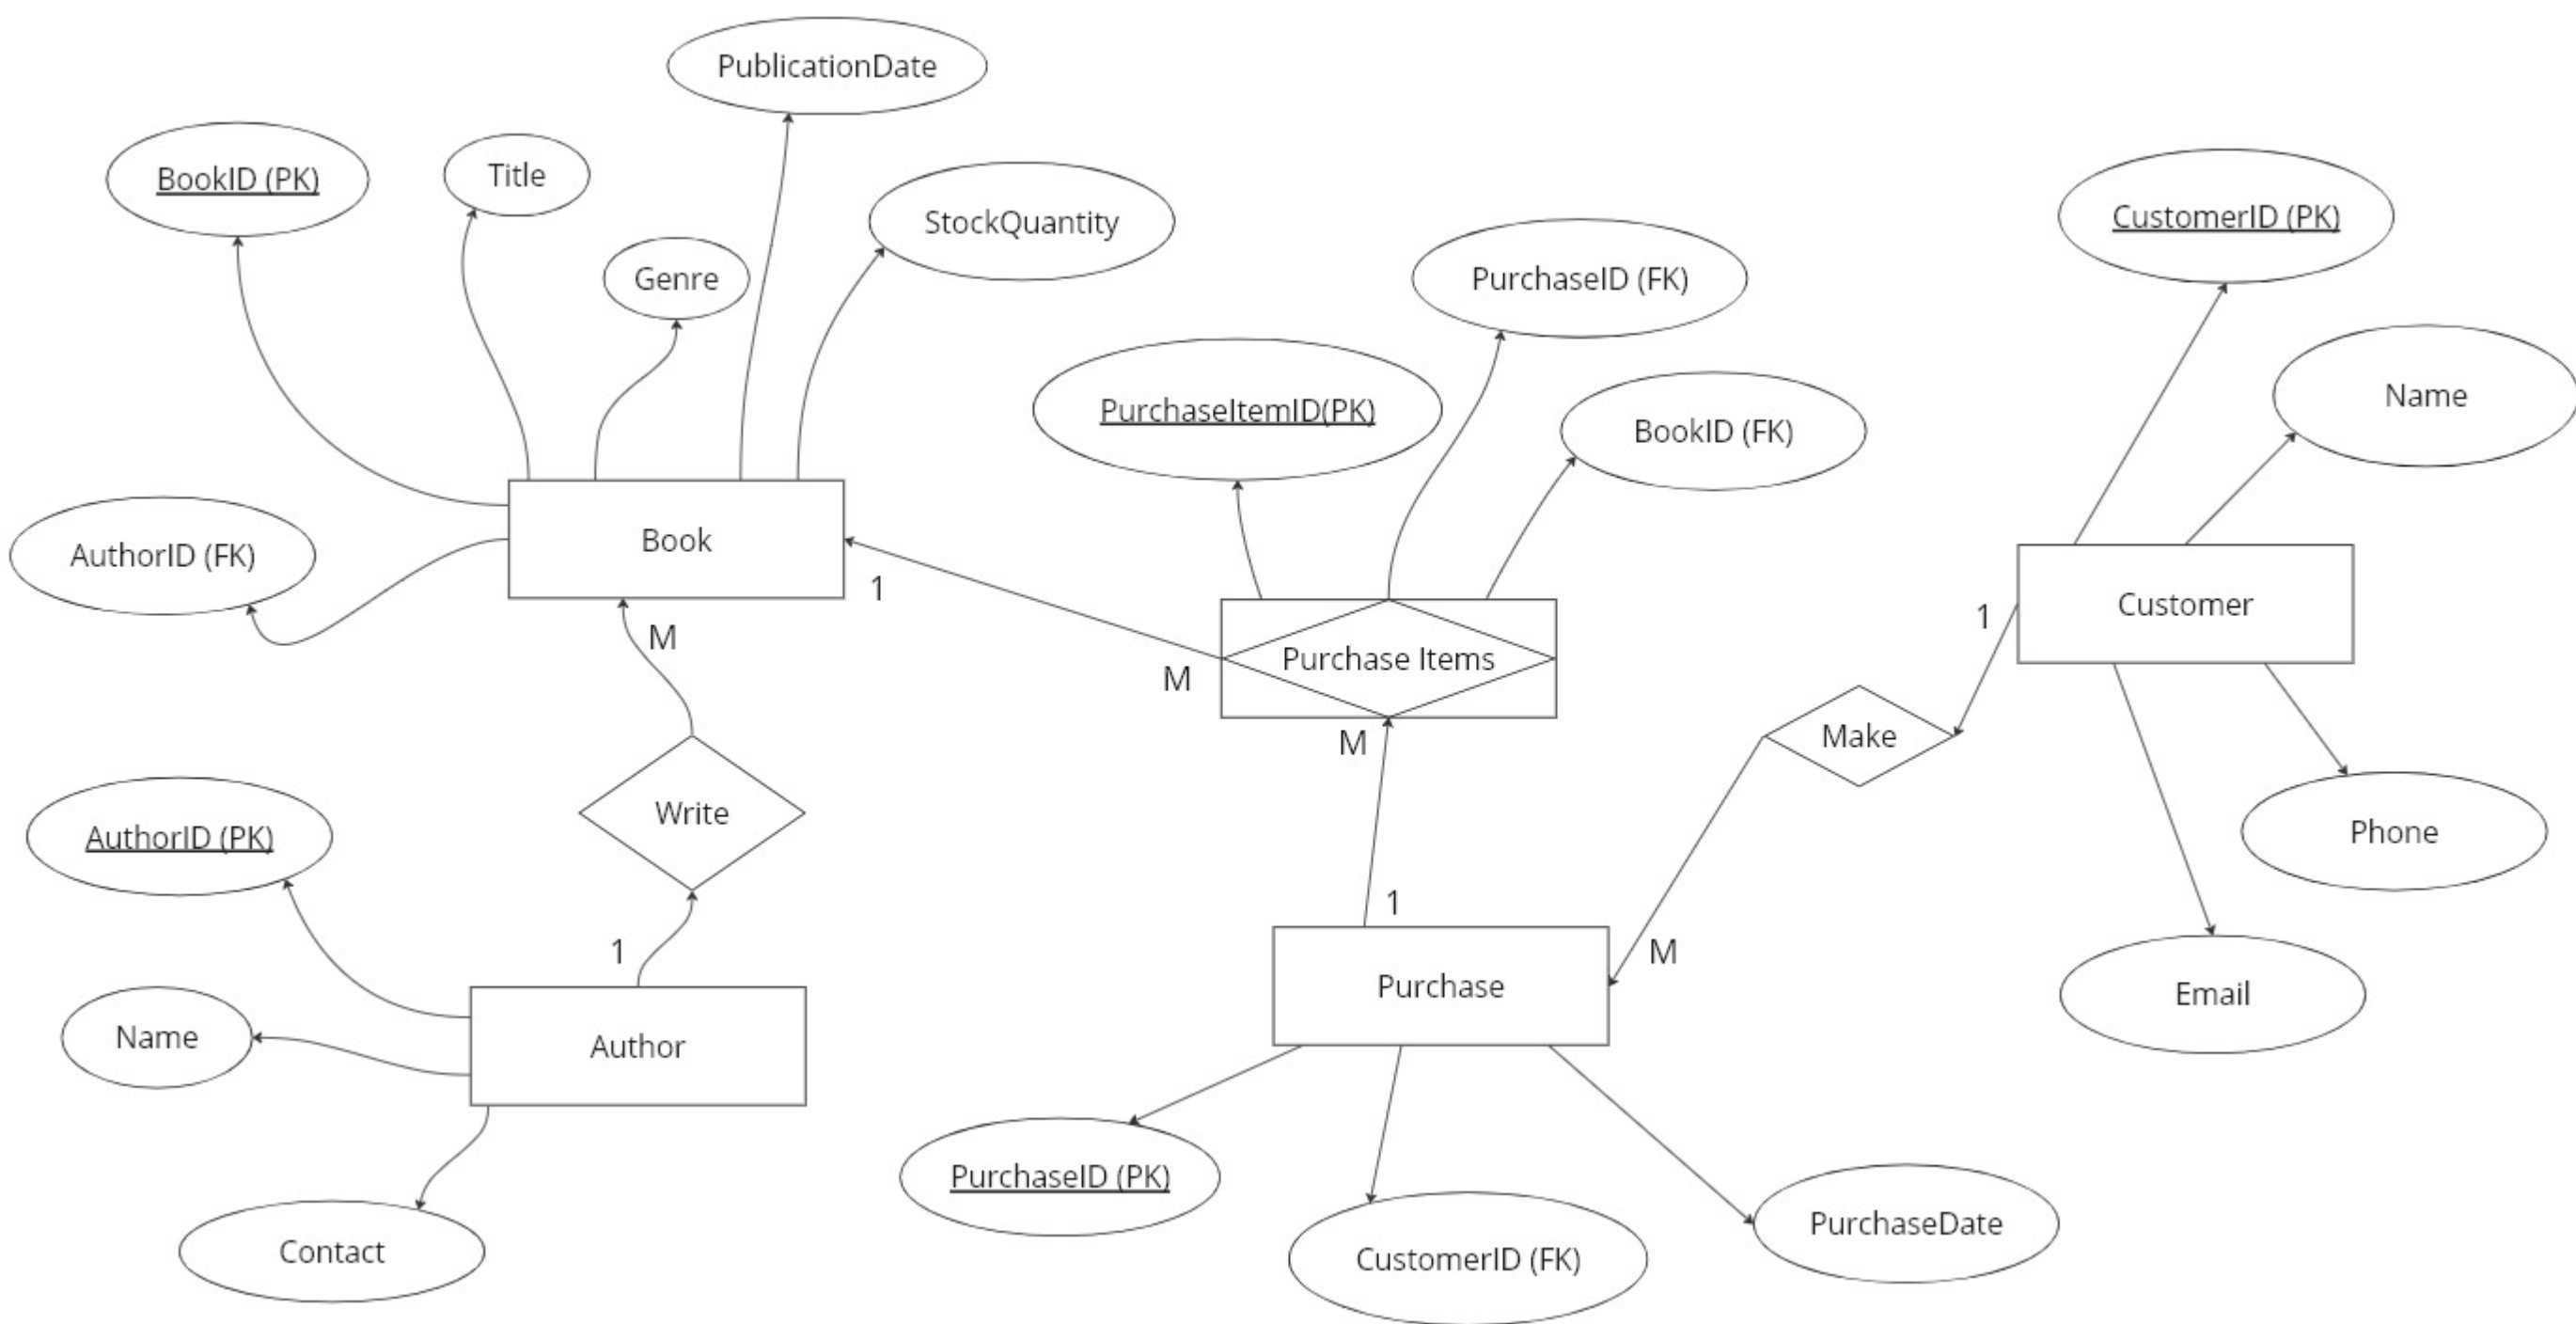 PublicationDate
BookID (PK)
Title
StockQuantity
CustomerID (PK)
Genre
PurchaseID (FK)
Name
PurchaseItemID(PK)
BookID (FK)
AuthorID (FK)
Book
1
M
Purchase Items
M
Customer
1
Make
M
Write
1
AuthorID (PK)
Phone
1
Author
Name
Contact
Purchase
M
Email
PurchaseID (PK)
CustomerID (FK)
PurchaseDate